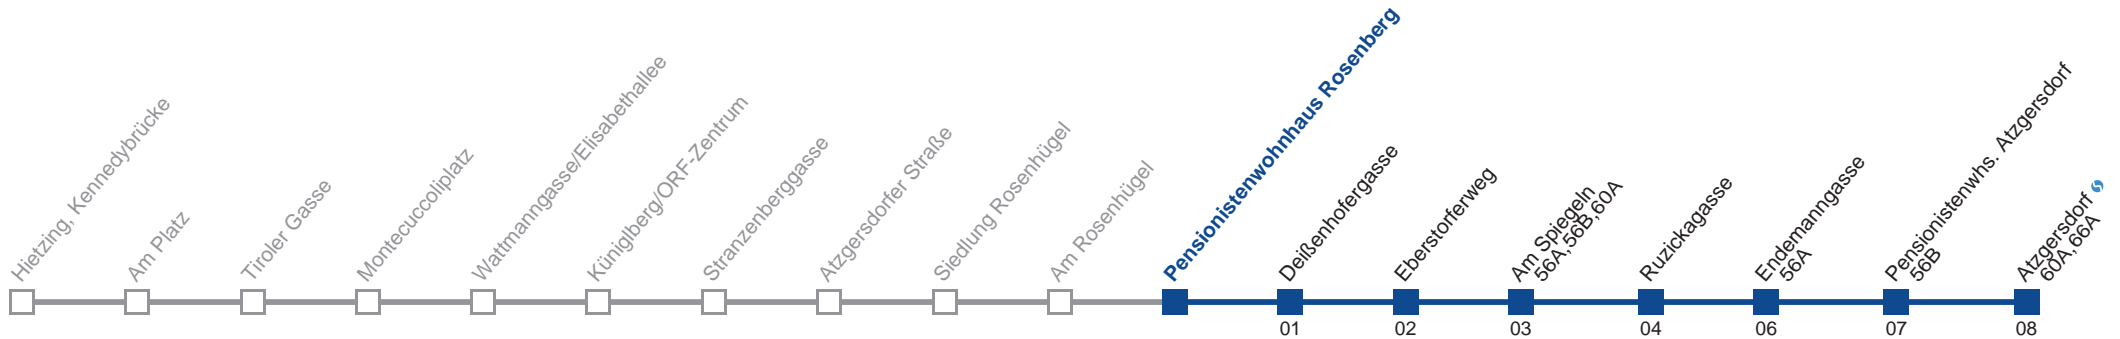 Hietzing, Kennedybrücke
Am Platz
Tiroler Gasse
Montecuccoliplatz
Wattmanngasse/Elisabethallee
Küniglberg/ORF-Zentrum
Stranzenberggasse
Atzgersdorfer Straße
Siedlung Rosenhügel
Am Rosenhügel
Pensionistenwohnhaus Rosenberg
Deißenhofergasse
Eberstorferweg
Am Spiegeln
56A,56B,60A
Ruzickagasse
Endemanngasse
56A
Pensionistenwhs. Atzgersdorf
56B
Atzgersdorf
60A,66A
01
02
03
04
06
07
08